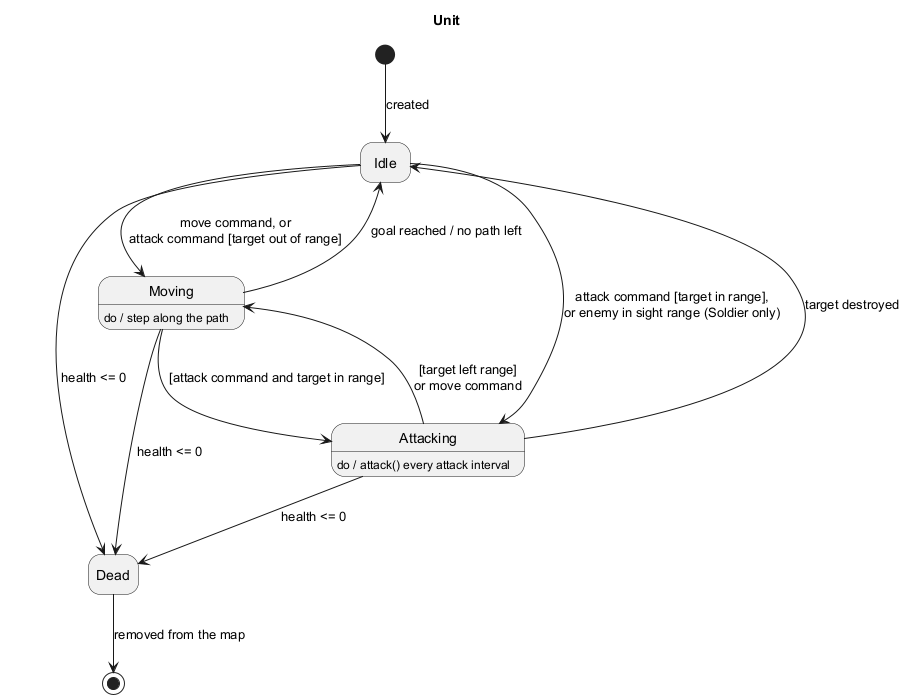 Unit
created
Idle
move command, or
attack command [target out of range]
goal reached / no path left
Moving
do / step along the path
attack command [target in range],
or enemy in sight range (Soldier only)
target destroyed
health <= 0
[attack command and target in range]
[target left range]
or move command
Attacking
do / attack() every attack interval
health <= 0
health <= 0
Dead
removed from the map